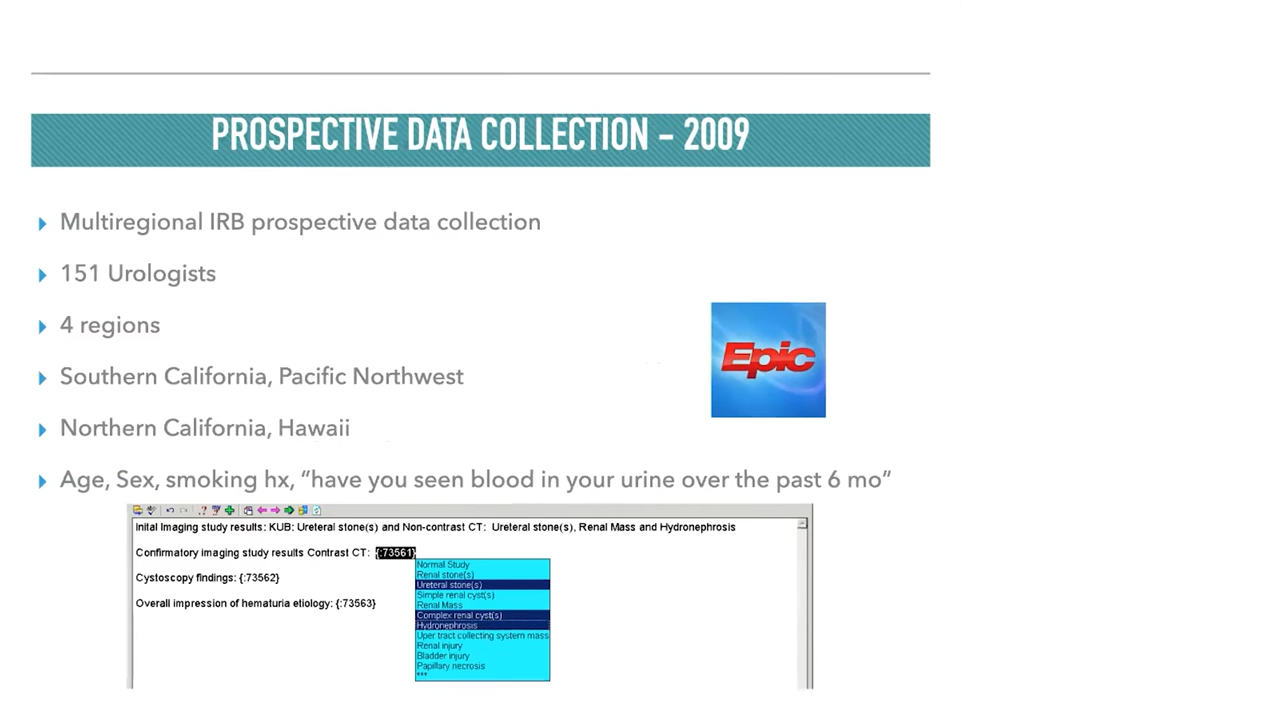 PROSPECTIVE DATA COLLECTION - 2009
Multiregional IRB prospective data collection
151 Urologists
4 regions
Southern California, Pacific Northwest
Northern California, Hawaii
Age, Sex, smoking hx, “have you seen blood in your urine over the past 6 mo”
Epic
Inital Imaging study results: KUB: Ureteral stone(s) and Non-contrast CT: Ureteral stone(s), Renal Mass and Hydronephrosis
Confirmatory imaging study results Contrast CT: {:73561}
Normal Study
Renal stone(s)
Ureteral stone(s)
Simple renal cyst(s)
Renal Mass
Complex renal cyst(s)
Hydronephrosis
Uper tract collecting system mass
Renal injury
Bladder injury
Papillary necrosis
***
Cystoscopy findings: {:73562}
Overall impression of hematuria etiology: {:73563}